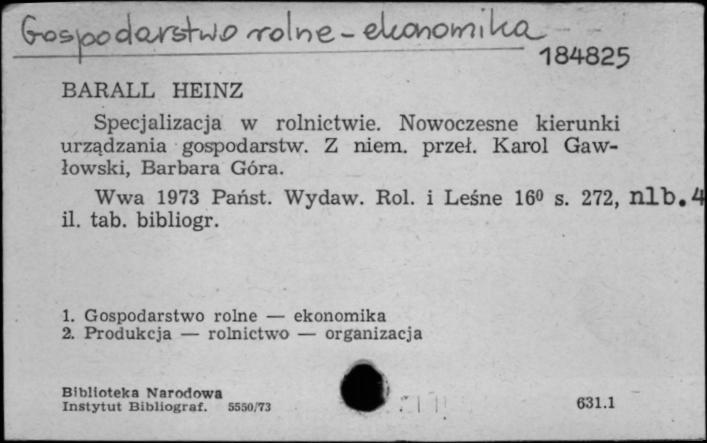 Gospodarstwo rolne - ekonomika
184825
BARALL HEINZ
Specjalizacja w rolnictwie. Nowoczesne kierunki
urządzania gospodarstw. Z niem. przeł. Karol Gaw-
łowski, Barbara Góra.
Wwa 1973 Państ. Wydaw. Rol. i Leśne 16⁰ s. 272, nlb.4
il. tab. bibliogr.
1. Gospodarstwo rolne — ekonomika
2. Produkcja — rolnictwo — organizacja
Biblioteka Narodowa
Instytut Bibliograf. 5550/73
631.1